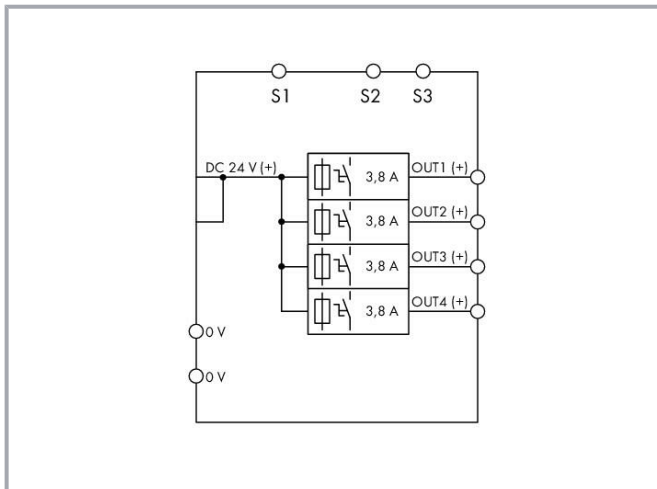 S1 S2 S3
DC 24 V (+) 3,8 A OUT1 (+)
3,8 A OUT2 (+)
3,8 A OUT3 (+)
3,8 A OUT4 (+)
0 V
0 V